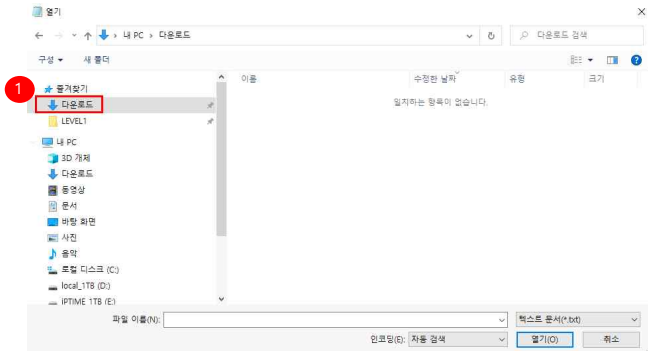 열기
내 PC
다운로드
다운로드 검색
구성
새 폴더
이름
수정한 날짜
유형
크기
1
즐겨찾기
다운로드
LEVEL1
일치하는 항목이 없습니다.
내 PC
3D 개체
다운로드
동영상
문서
바탕 화면
사진
음악
로컬 디스크 (C:)
local_1TB (D:)
iPTIME 1TB (E:)
파일 이름(N):
텍스트 문서(*.txt)
인코딩(E):
자동 검색
열기(O)
취소